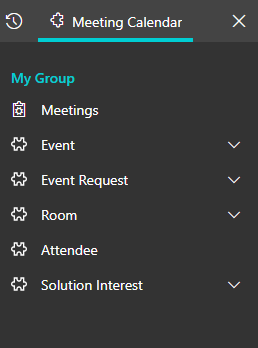 Meeting Calendar
My Group
Meetings
Event
Event Request
Room
Attendee
Solution Interest